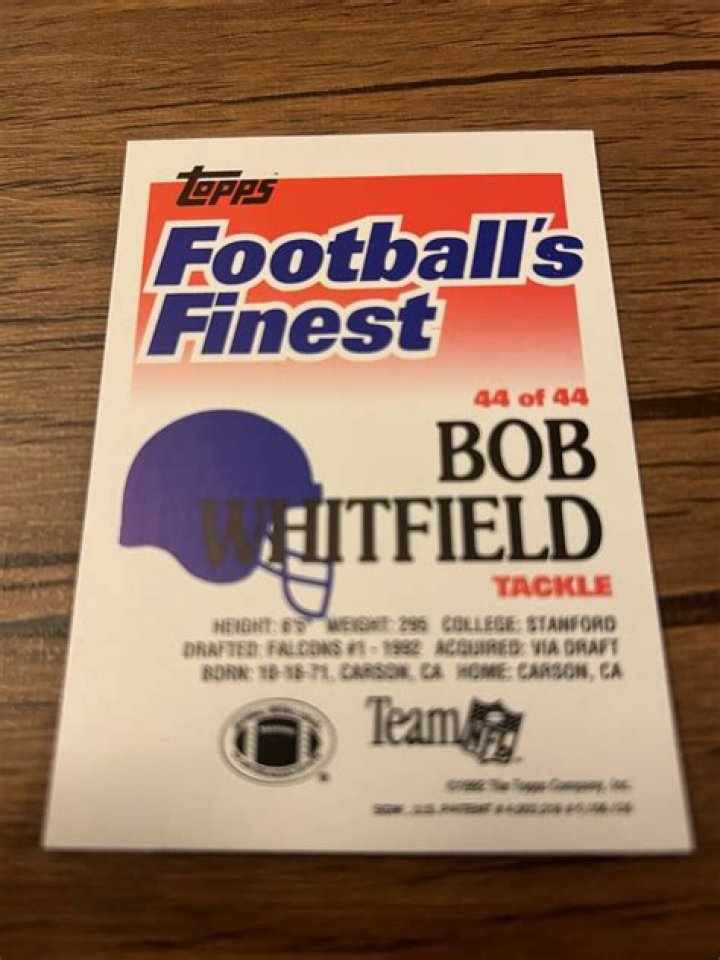 Topps
Football's
Finest
44 of 44
BOB
WHITFIELD
TACKLE
HEIGHT: 6'5" WEIGHT: 295 COLLEGE: STANFORD
DRAFTED: FALCONS #1 - 1992 ACQUIRED: VIA DRAFT
BORN: 10-18-71, CARSON, CA HOME: CARSON, CA
Team NFL
©1992 The Topps Company, Inc.
U.S. PATENT